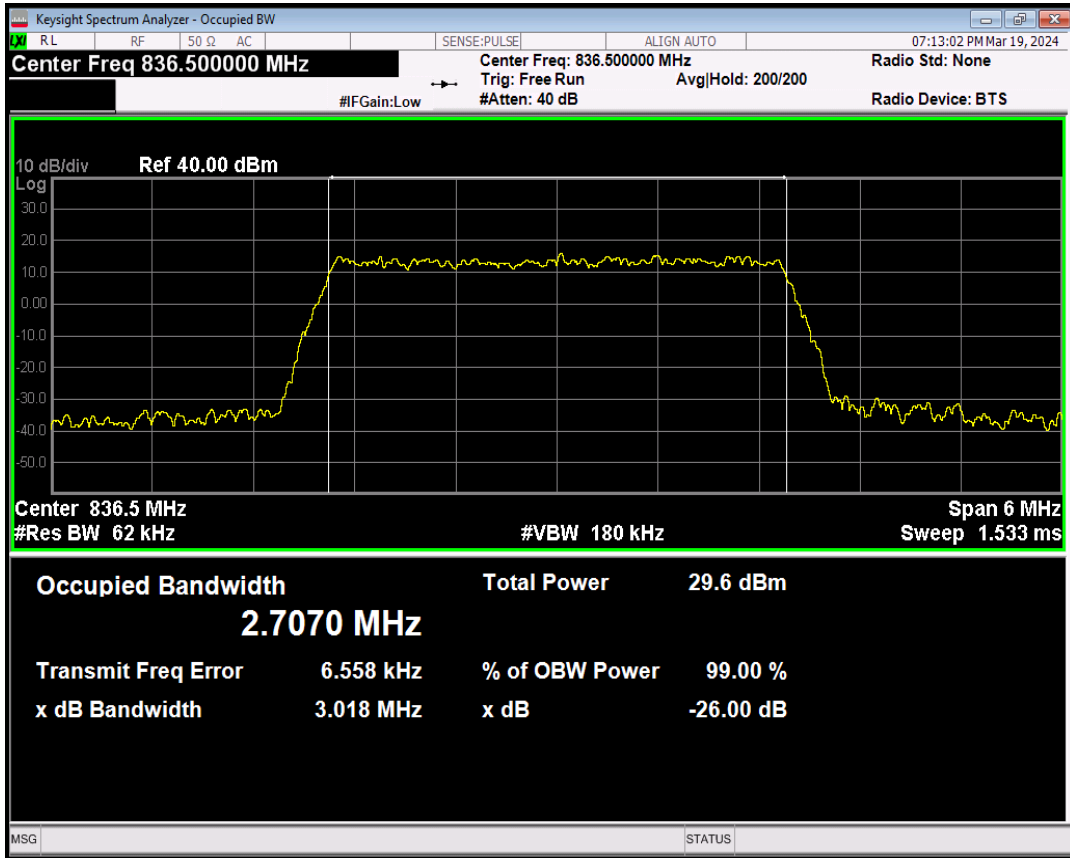 Keysight Spectrum Analyzer - Occupied BW
LXI RL RF 50 Ω AC SENSE:PULSE ALIGN AUTO 07:13:02 PM Mar 19, 2024
Center Freq 836.500000 MHz Center Freq: 836.500000 MHz Radio Std: None
Trig: Free Run Avg|Hold: 200/200
#IFGain:Low #Atten: 40 dB Radio Device: BTS
10 dB/div Ref 40.00 dBm
Log
30.0
20.0
10.0
0.00
-10.0
-20.0
-30.0
-40.0
-50.0
Center 836.5 MHz Span 6 MHz
#Res BW 62 kHz #VBW 180 kHz Sweep 1.533 ms
Occupied Bandwidth Total Power 29.6 dBm
2.7070 MHz
Transmit Freq Error 6.558 kHz % of OBW Power 99.00 %
x dB Bandwidth 3.018 MHz x dB -26.00 dB
MSG STATUS